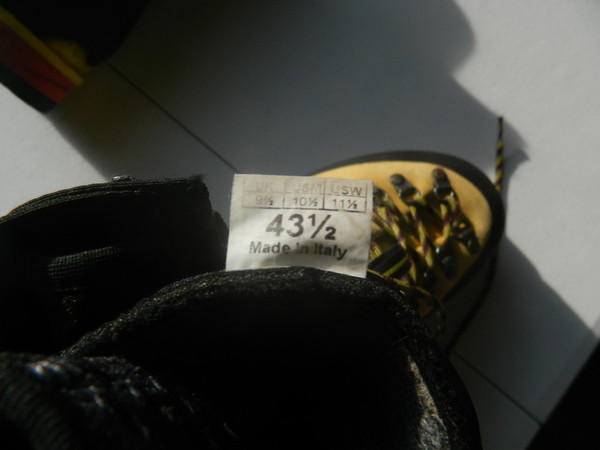 UK USM USW
9½ 10½ 11½
43½
Made in Italy